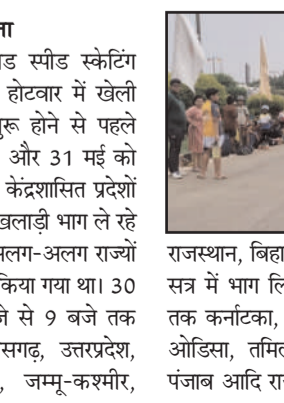 ला
ड स्पीड स्केटिंग
होटवार में खेली
शुरू होने से पहले
और 31 मई को
केंद्रशासित प्रदेशों
खिलाड़ी भाग ले रहे
अलग-अलग राज्यों
किया गया था। 30
जे से 9 बजे तक
सगढ़, उत्तरप्रदेश,
, जम्मू-कश्मीर,
राजस्थान, बिहा
सत्र में भाग लि
तक कर्नाटका,
ओडिसा, तमिल
पंजाब आदि रा